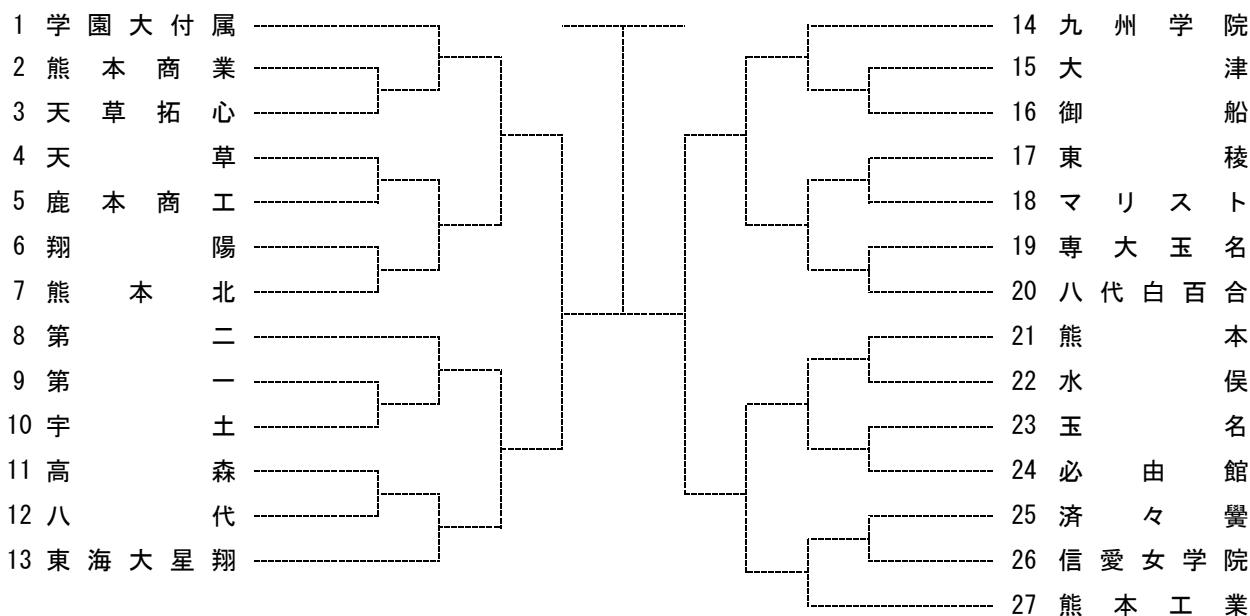 1 学園大付属
2 熊本商業
3 天草拓心
4 天草
5 鹿本商工
6 翔陽
7 熊本北
8 第二
9 第一
10 宇土
11 高森
12 八代
13 東海大星翔
14 九州学院
15 大津
16 御船
17 東稜
18 マリスト
19 専大玉名
20 八代白百合
21 熊本
22 水俣
23 玉名
24 必由館
25 済々黌
26 信愛女学院
27 熊本工業